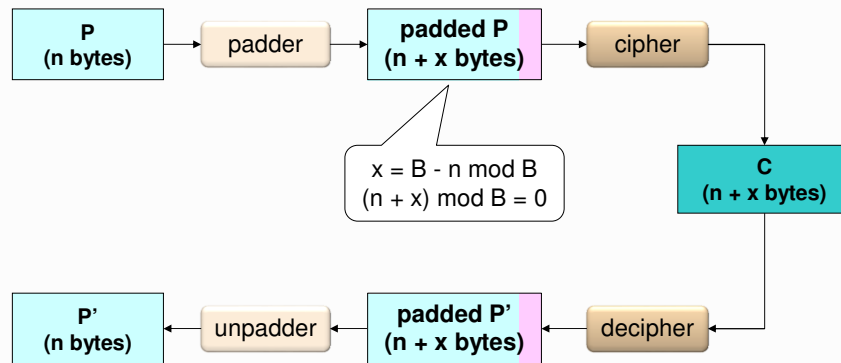 P
(n bytes)
padder
padded P
(n + x bytes)
cipher
x = B - n mod B
(n + x) mod B = 0
C
(n + x bytes)
P’
(n bytes)
unpadder
padded P’
(n + x bytes)
decipher